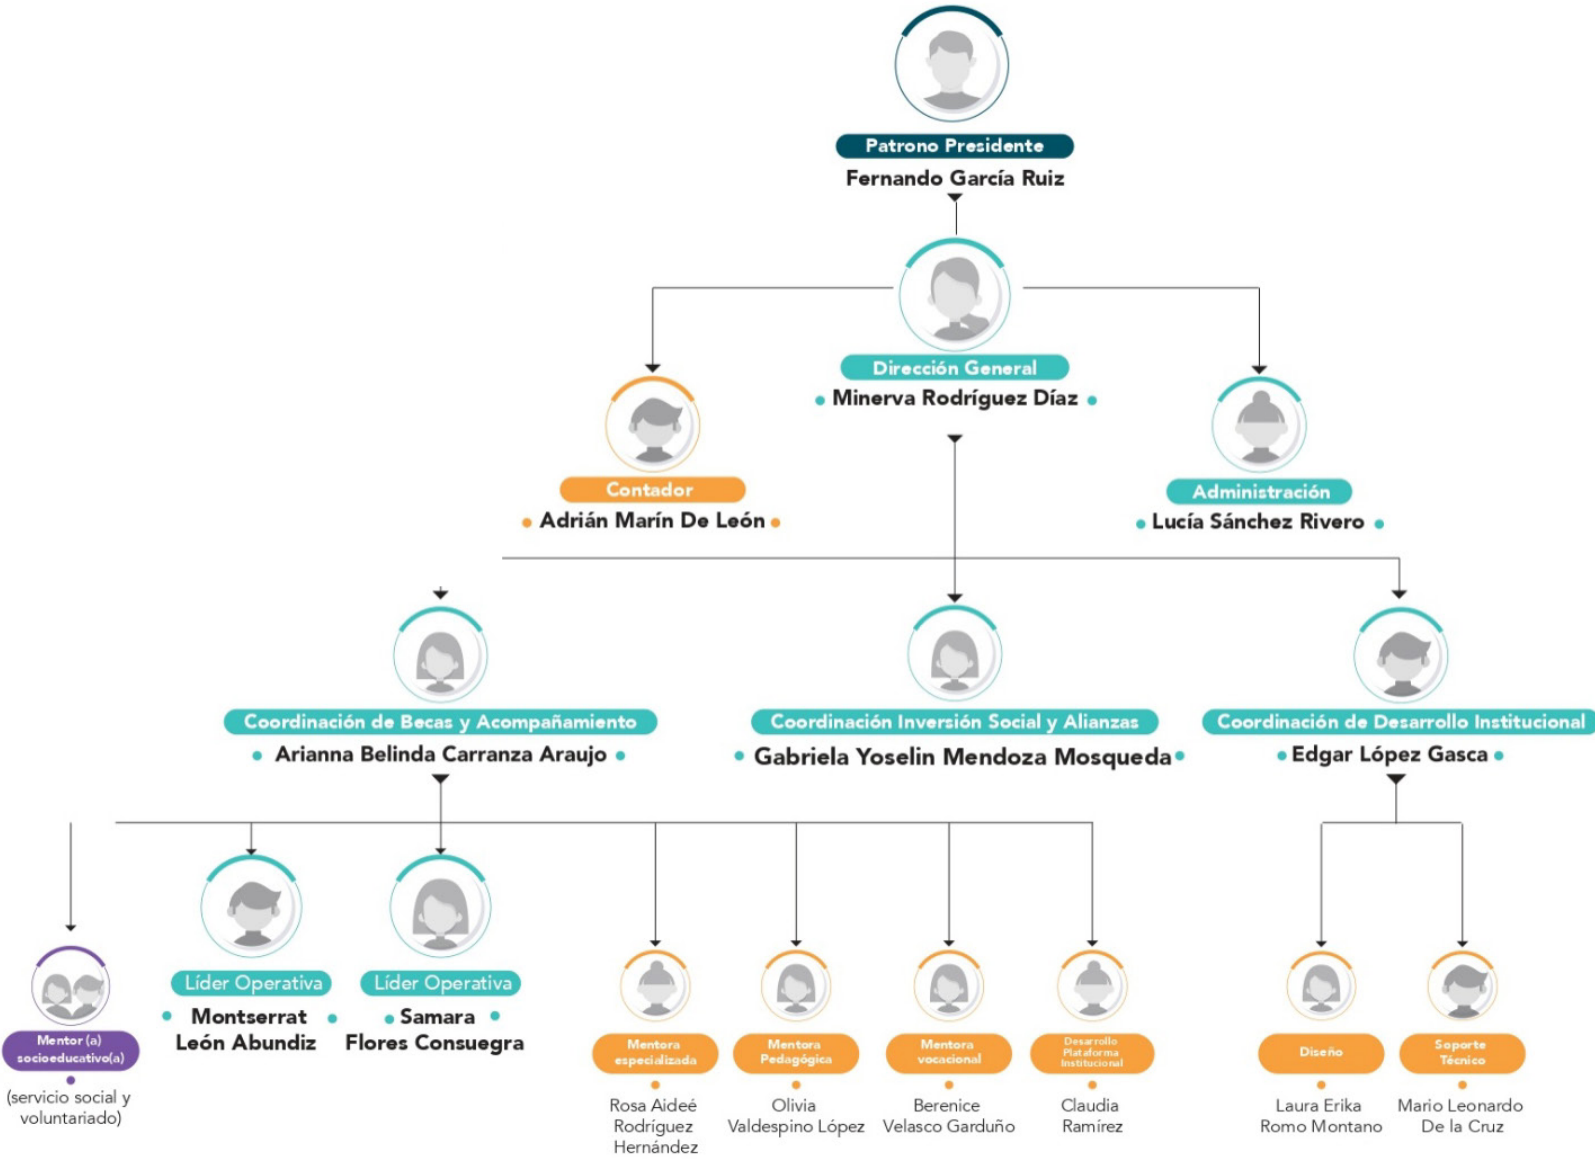 Patrono Presidente
Fernando García Ruiz
Dirección General
Minerva Rodríguez Díaz
Contador
Adrián Marín De León
Administración
Lucía Sánchez Rivero
Coordinación de Becas y Acompañamiento
Arianna Belinda Carranza Araujo
Coordinación Inversión Social y Alianzas
Gabriela Yoselin Mendoza Mosqueda
Coordinación de Desarrollo Institucional
Edgar López Gasca
Mentor (a)
socioeducativo(a)
(servicio social y
voluntariado)
Líder Operativa
Montserrat
León Abundiz
Líder Operativa
Samara
Flores Consuegra
Mentora
especializada
Rosa Aideé
Rodríguez
Hernández
Mentora
Pedagógica
Olivia
Valdespino López
Mentora
vocacional
Berenice
Velasco Garduño
Desarrollo
Plataforma
Institucional
Claudia
Ramírez
Diseño
Laura Erika
Romo Montano
Soporte
Técnico
Mario Leonardo
De la Cruz